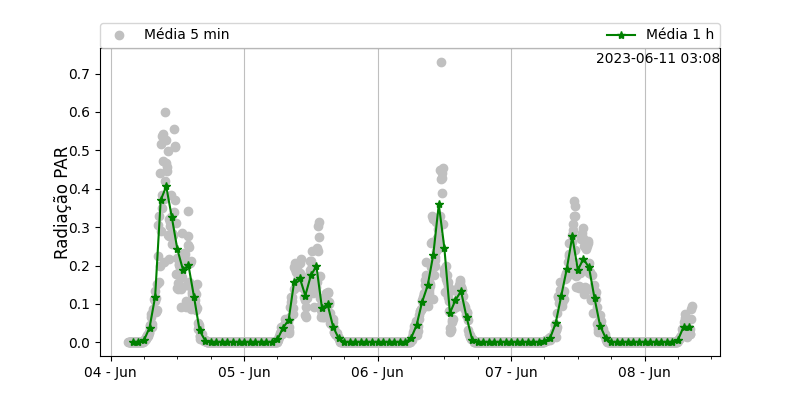 Média 5 min
Média 1 h
2023-06-11 03:08
Radiação PAR
0.7
0.6
0.5
0.4
0.3
0.2
0.1
0.0
04 - Jun
05 - Jun
06 - Jun
07 - Jun
08 - Jun